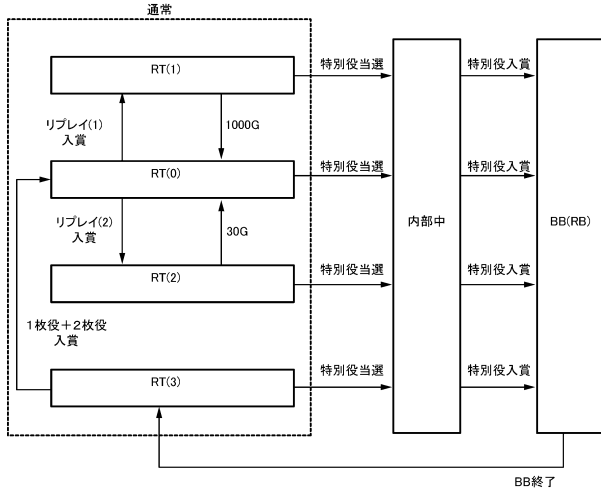 通常
RT(1)
特別役当選
特別役入賞
リプレイ(1)
入賞
1000G
RT(0)
特別役当選
特別役入賞
リプレイ(2)
入賞
30G
内部中
BB(RB)
RT(2)
特別役当選
特別役入賞
1枚役+2枚役
入賞
RT(3)
特別役当選
特別役入賞
BB終了